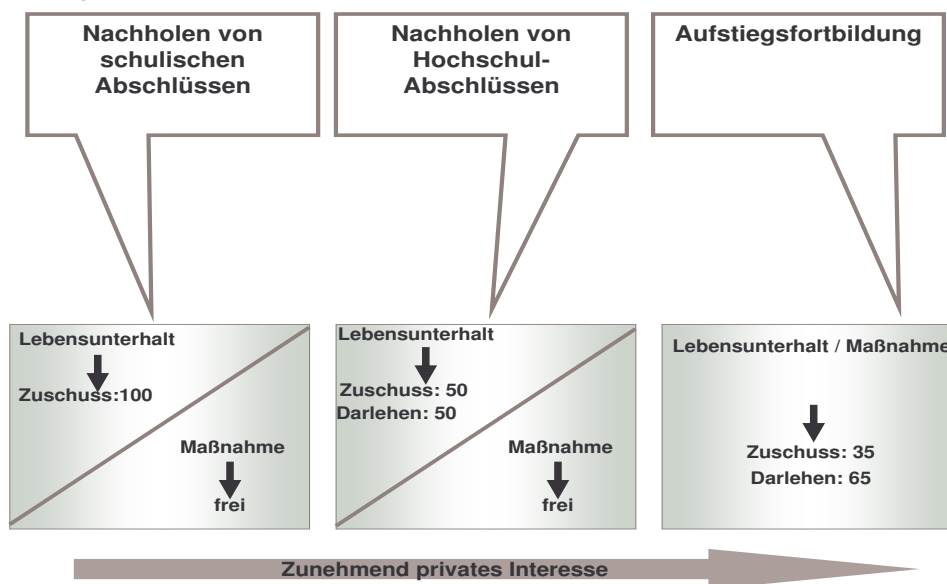 Nachholen von
schulischen
Abschlüssen
Nachholen von
Hochschul-
Abschlüssen
Aufstiegsfortbildung
Lebensunterhalt
Zuschuss:100
Maßnahme
frei
Lebensunterhalt
Zuschuss: 50
Darlehen: 50
Maßnahme
frei
Lebensunterhalt / Maßnahme
Zuschuss: 35
Darlehen: 65
Zunehmend privates Interesse